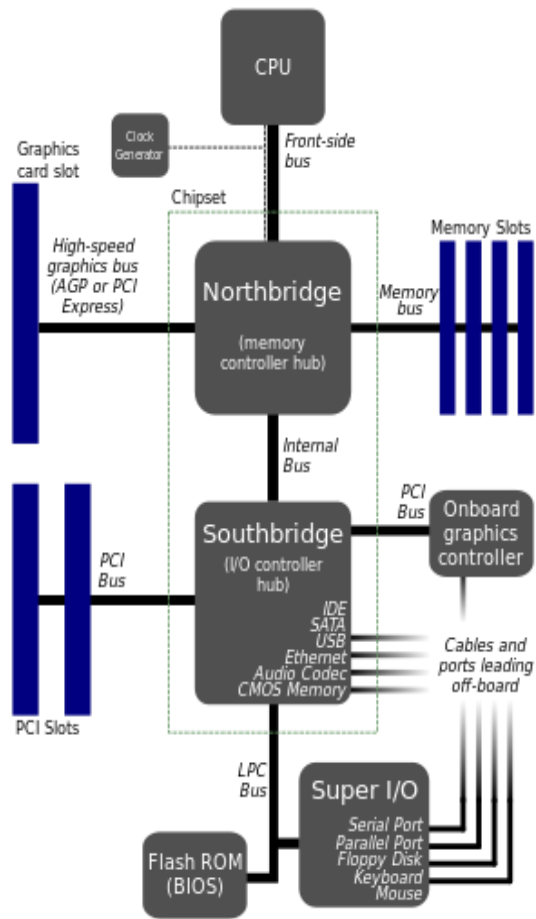 CPU
Clock
Generator
Front-side
bus
Graphics
card slot
Chipset
High-speed
graphics bus
(AGP or PCI
Express)
Northbridge
(memory
controller hub)
Memory
bus
Memory Slots
Internal
Bus
PCI
Bus
Onboard
graphics
controller
Southbridge
(I/O controller
hub)
PCI
Bus
IDE
SATA
USB
Ethernet
Audio Codec
CMOS Memory
Cables and
ports leading
off-board
PCI Slots
LPC
Bus
Super I/O
Serial Port
Parallel Port
Floppy Disk
Keyboard
Mouse
Flash ROM
(BIOS)